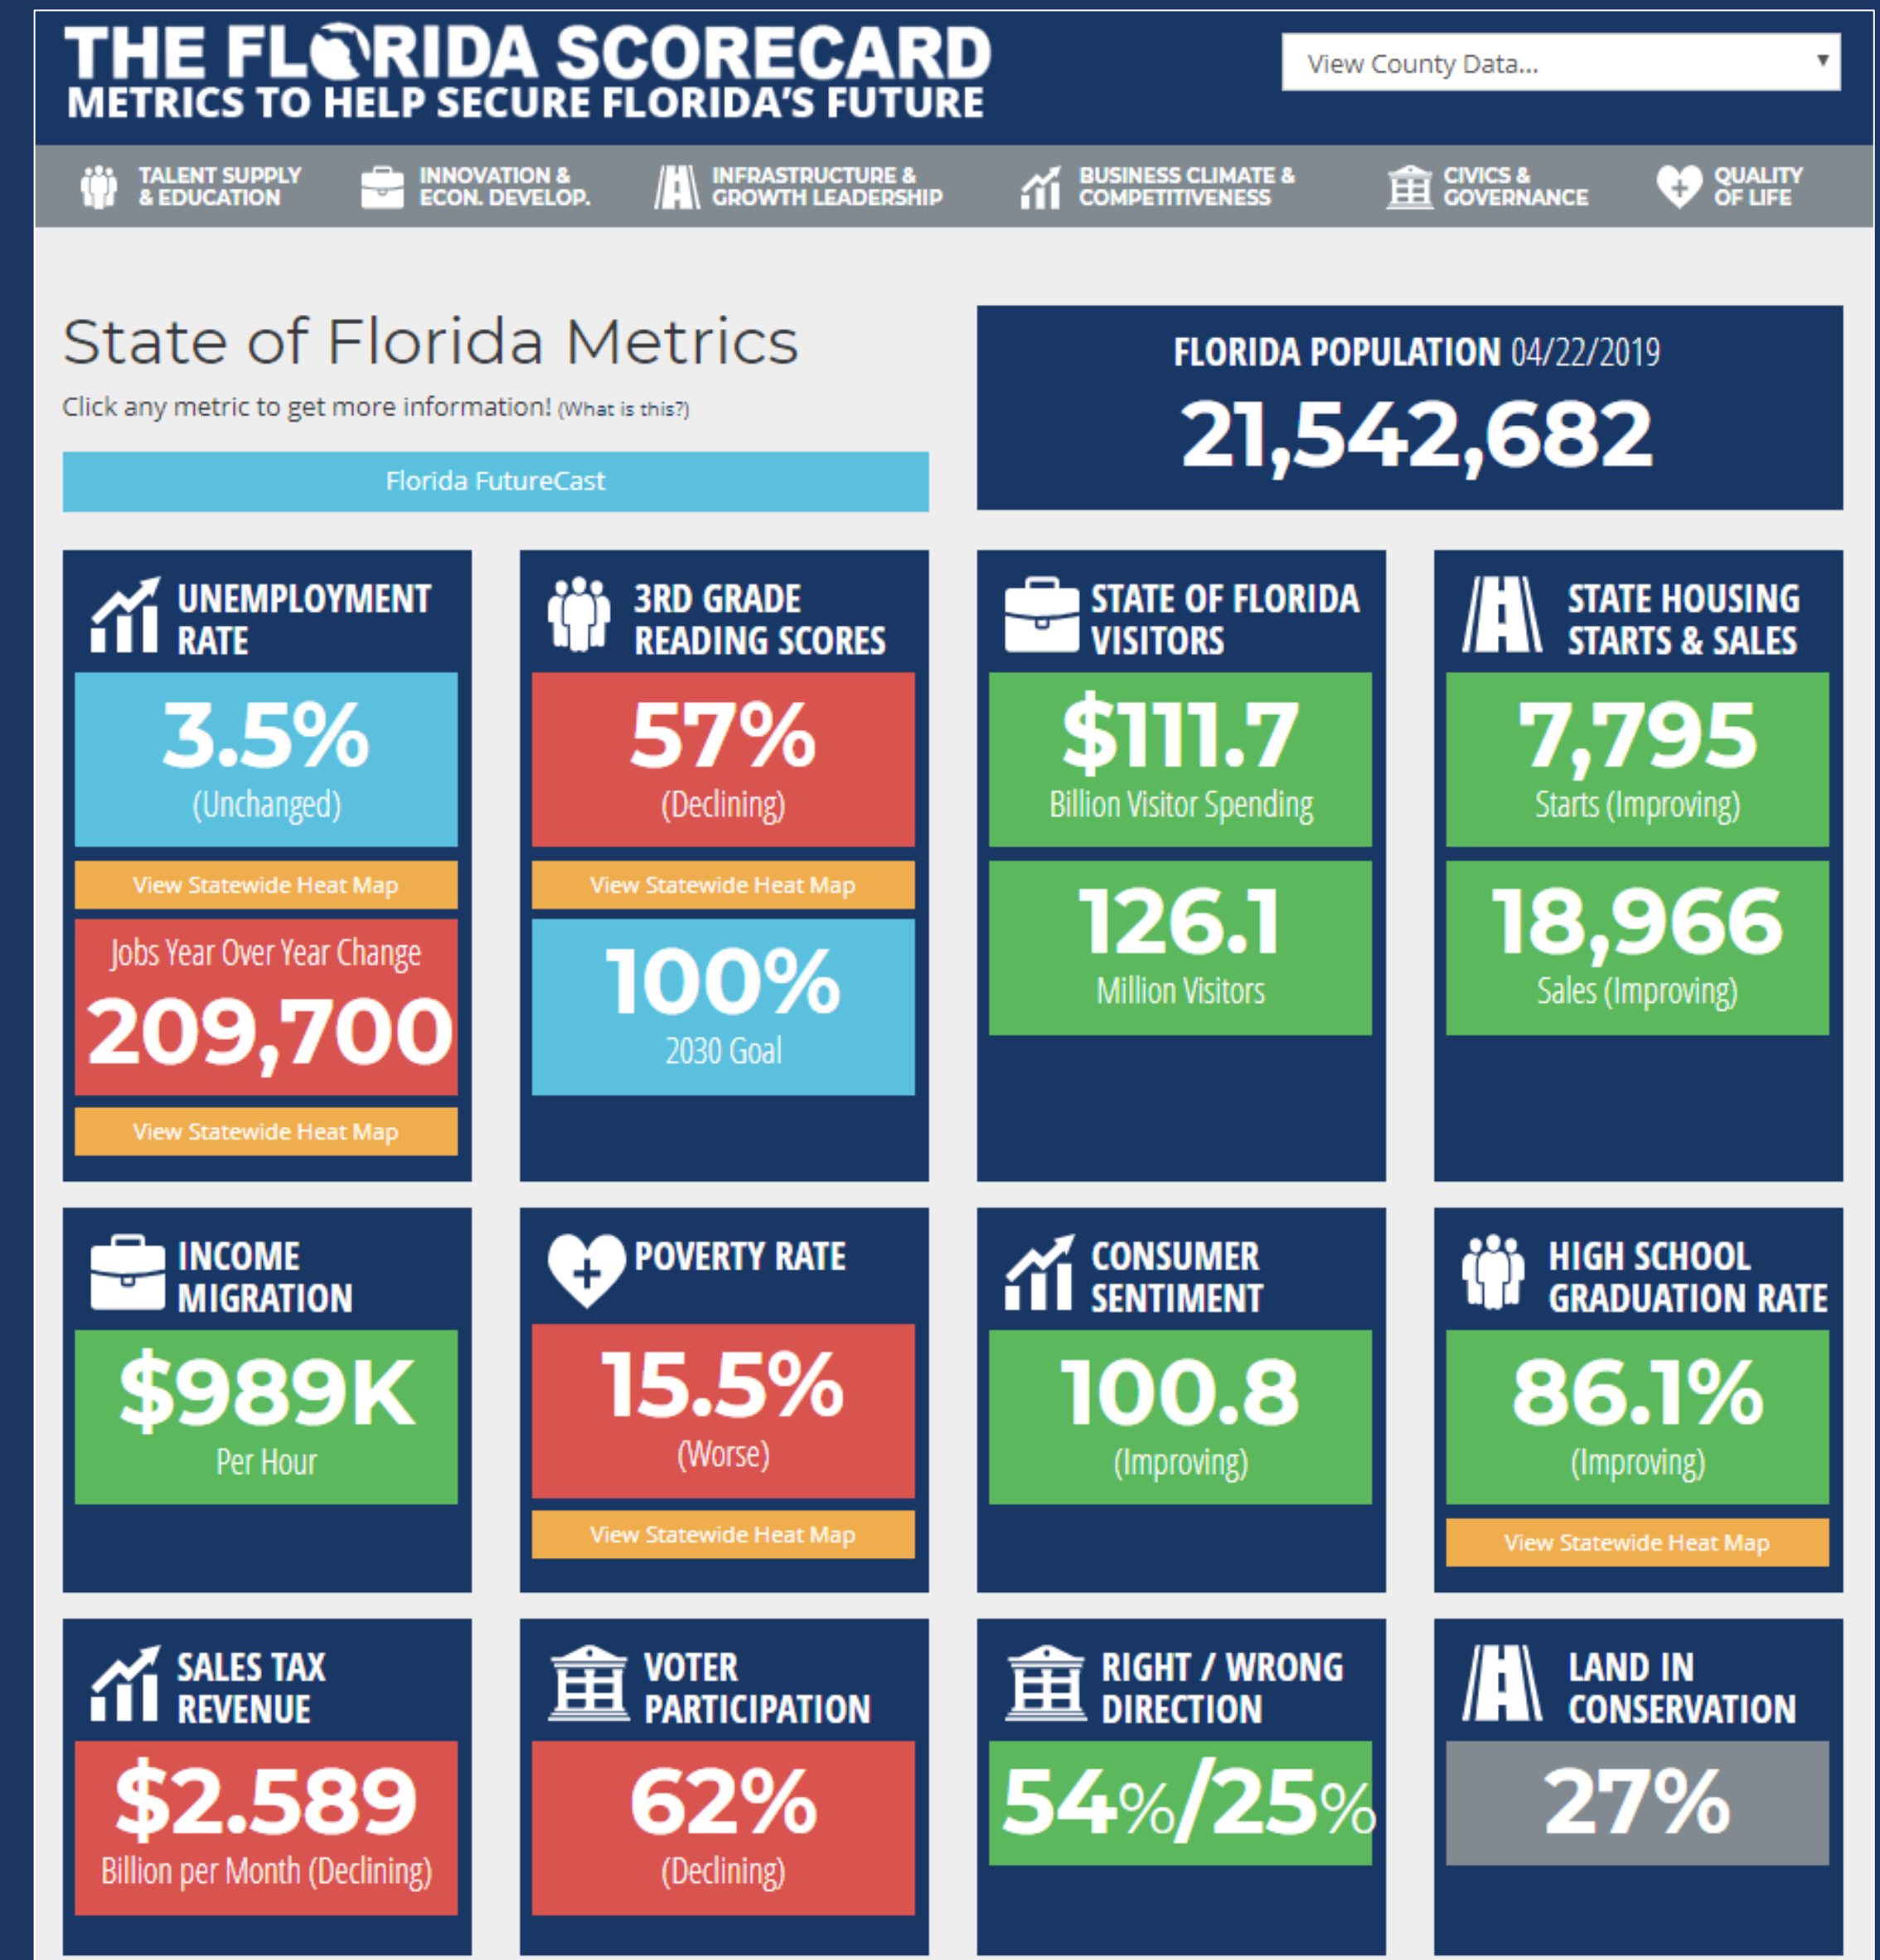 THE FLORIDA SCORECARD
METRICS TO HELP SECURE FLORIDA'S FUTURE
View County Data...
TALENT SUPPLY
& EDUCATION
INNOVATION &
ECON. DEVELOP.
INFRASTRUCTURE &
GROWTH LEADERSHIP
BUSINESS CLIMATE &
COMPETITIVENESS
CIVICS &
GOVERNANCE
QUALITY
OF LIFE
State of Florida Metrics
Click any metric to get more information! (What is this?)
Florida FutureCast
FLORIDA POPULATION 04/22/2019
21,542,682
UNEMPLOYMENT
RATE
3.5%
(Unchanged)
View Statewide Heat Map
Jobs Year Over Year Change
209,700
View Statewide Heat Map
3RD GRADE
READING SCORES
57%
(Declining)
View Statewide Heat Map
100%
2030 Goal
STATE OF FLORIDA
VISITORS
$111.7
Billion Visitor Spending
126.1
Million Visitors
STATE HOUSING
STARTS & SALES
7,795
Starts (Improving)
18,966
Sales (Improving)
INCOME
MIGRATION
$989K
Per Hour
POVERTY RATE
15.5%
(Worse)
View Statewide Heat Map
CONSUMER
SENTIMENT
100.8
(Improving)
HIGH SCHOOL
GRADUATION RATE
86.1%
(Improving)
View Statewide Heat Map
SALES TAX
REVENUE
$2.589
Billion per Month (Declining)
VOTER
PARTICIPATION
62%
(Declining)
RIGHT / WRONG
DIRECTION
54%/25%
LAND IN
CONSERVATION
27%